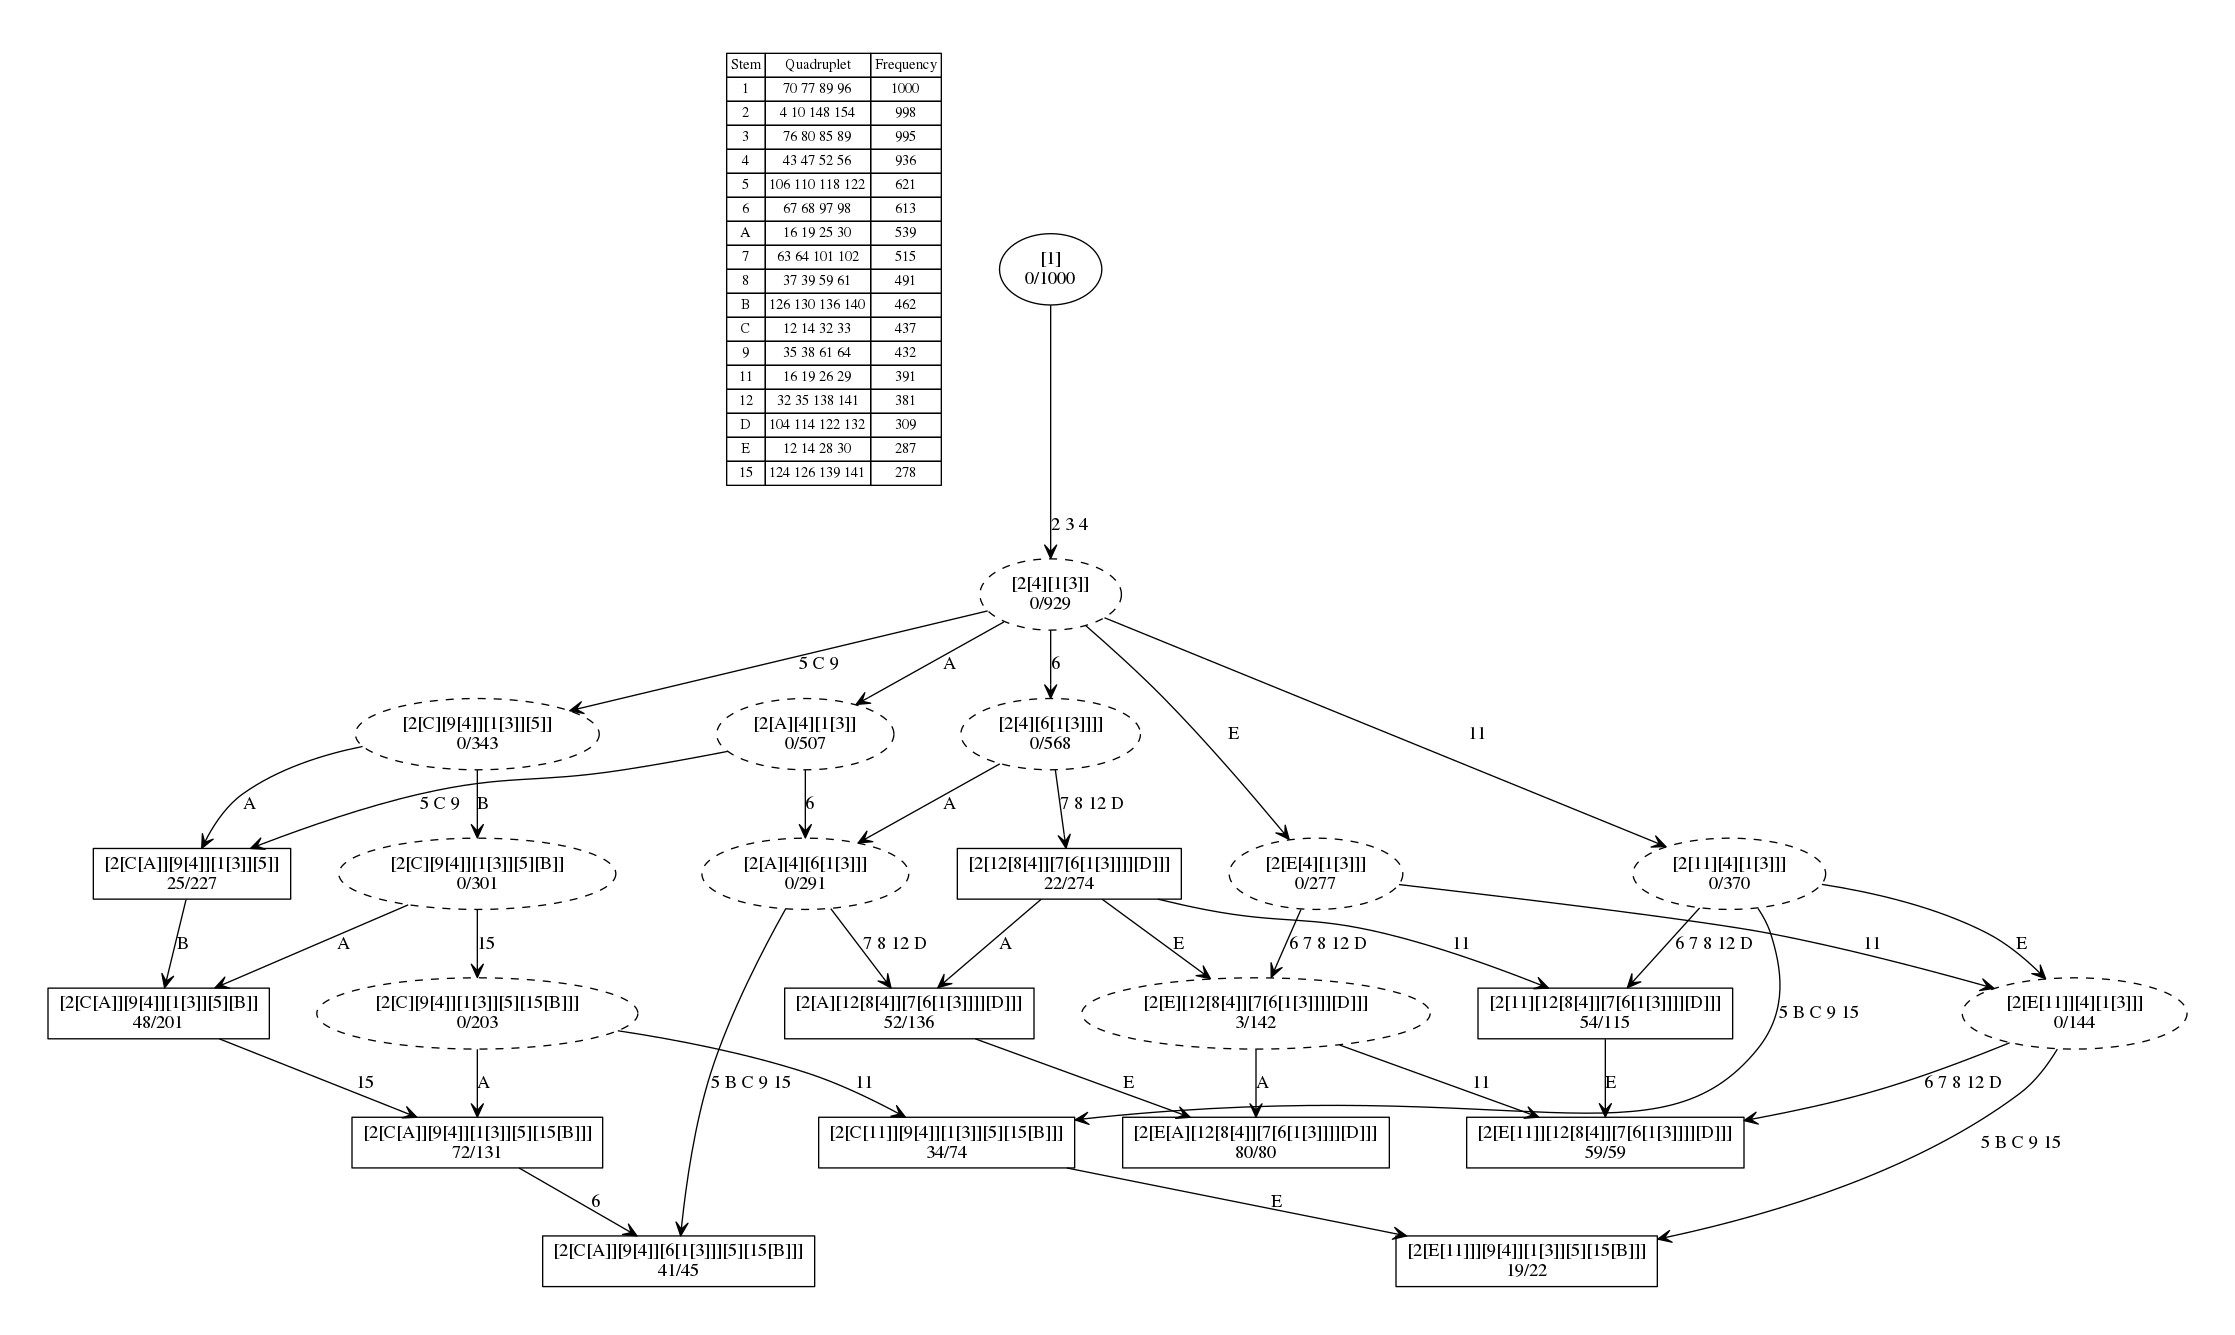 Stem Quadruplet Frequency
1 70 77 89 96 1000
2 4 10 148 154 998
3 76 80 85 89 995
4 43 47 52 56 936
5 106 110 118 122 621
6 67 68 97 98 613
A 16 19 25 30 539
7 63 64 101 102 515
8 37 39 59 61 491
B 126 130 136 140 462
C 12 14 32 33 437
9 35 38 61 64 432
11 16 19 26 29 391
12 32 35 138 141 381
D 104 114 122 132 309
E 12 14 28 30 287
15 124 126 139 141 278
[1]
0/1000
2 3 4
[2[4][1[3]]
0/929
5 C 9
A
6
E
11
[2[C][9[4]][1[3]][5]]
0/343
[2[A][4][1[3]]
0/507
[2[4][6[1[3]]]]
0/568
A
5 C 9
B
6
A
7 8 12 D
[2[C[A]][9[4]][1[3]][5]]
25/227
[2[C][9[4]][1[3]][5][B]]
0/301
[2[A][4][6[1[3]]]
0/291
[2[12[8[4]][7[6[1[3]]]][D]]]
22/274
[2[E[4][1[3]]]
0/277
[2[11][4][1[3]]]
0/370
B
A
15
7 8 12 D
A
E
6 7 8 12 D
11
6 7 8 12 D
11
E
[2[C[A]][9[4]][1[3]][5][B]]
48/201
[2[C][9[4]][1[3]][5][15[B]]]
0/203
[2[A][12[8[4]][7[6[1[3]]]][D]]]
52/136
[2[E][12[8[4]][7[6[1[3]]]][D]]]
3/142
[2[11][12[8[4]][7[6[1[3]]]][D]]]
54/115
5 B C 9 15
[2[E[11]][4][1[3]]]
0/144
15
A
5 B C 9 15
11
E
A
11
E
6 7 8 12 D
[2[C[A]][9[4]][1[3]][5][15[B]]]
72/131
[2[C[11]][9[4]][1[3]][5][15[B]]]
34/74
[2[E[A][12[8[4]][7[6[1[3]]]][D]]]
80/80
[2[E[11]][12[8[4]][7[6[1[3]]]][D]]]
59/59
5 B C 9 15
6
E
[2[C[A]][9[4]][6[1[3]]][5][15[B]]]
41/45
[2[E[11]]][9[4]][1[3]][5][15[B]]]
19/22